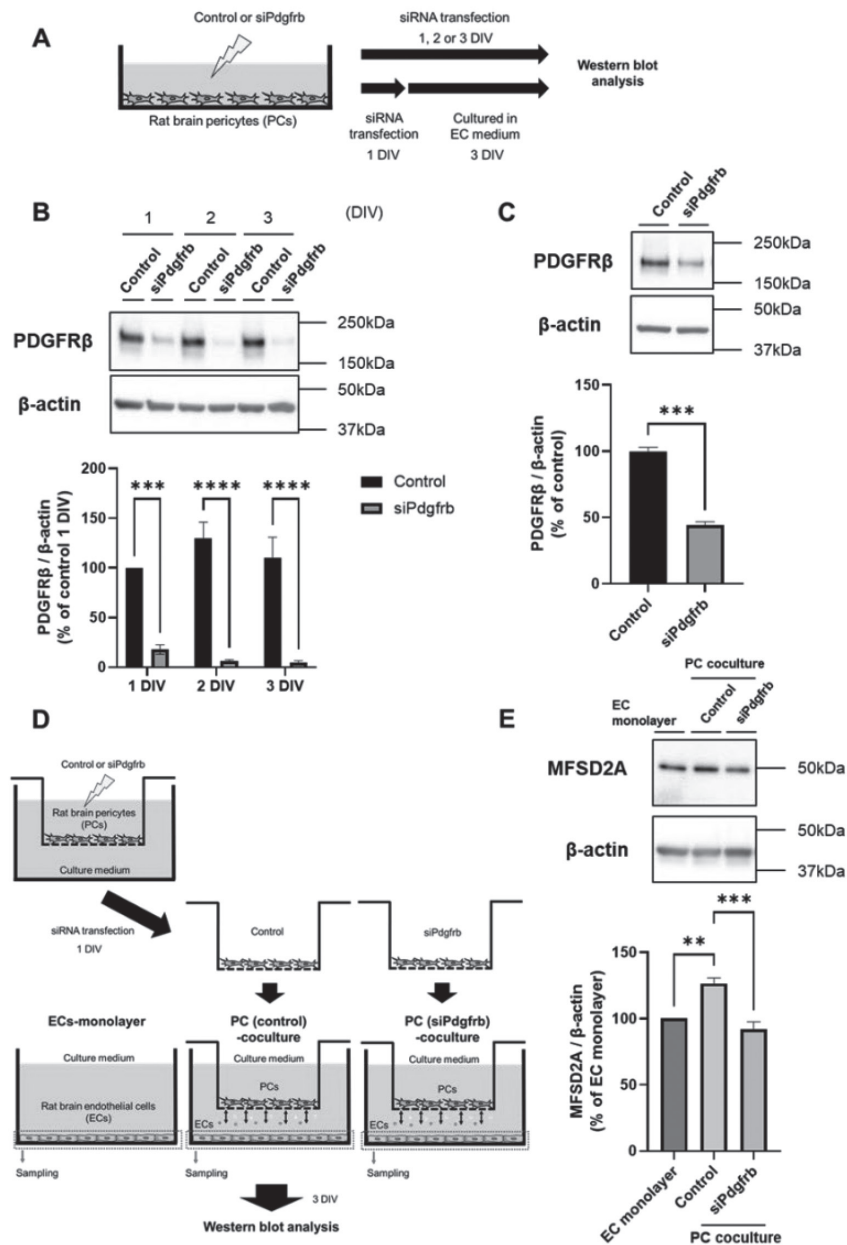 A
Control or siPdgfrb
Rat brain pericytes (PCs)
siRNA transfection
1, 2 or 3 DIV
siRNA
transfection
1 DIV
Cultured in
EC medium
3 DIV
Western blot
analysis
B
1 2 3 (DIV)
Control siPdgfrb Control siPdgfrb Control siPdgfrb
PDGFRβ
250kDa
150kDa
β-actin
50kDa
37kDa
PDGFRβ / β-actin
(% of control 1 DIV)
200
150
100
50
0
*** **** ****
1 DIV 2 DIV 3 DIV
Control
siPdgfrb
C
Control siPdgfrb
PDGFRβ
250kDa
150kDa
β-actin
50kDa
37kDa
PDGFRβ / β-actin
(% of control)
150
100
50
0
***
Control siPdgfrb
D
Control or siPdgfrb
Rat brain pericytes
(PCs)
Culture medium
siRNA transfection
1 DIV
Control
siPdgfrb
ECs-monolayer
Culture medium
Rat brain endothelial cells
(ECs)
Sampling
PC (control)
-coculture
Culture medium
PCs
ECs
Sampling
PC (siPdgfrb)
-coculture
Culture medium
PCs
ECs
Sampling
3 DIV
Western blot analysis
E
PC coculture
EC
monolayer
Control siPdgfrb
MFSD2A
50kDa
β-actin
50kDa
37kDa
MFSD2A / β-actin
(% of EC monolayer)
150
100
50
0
** ***
EC monolayer Control siPdgfrb
PC coculture